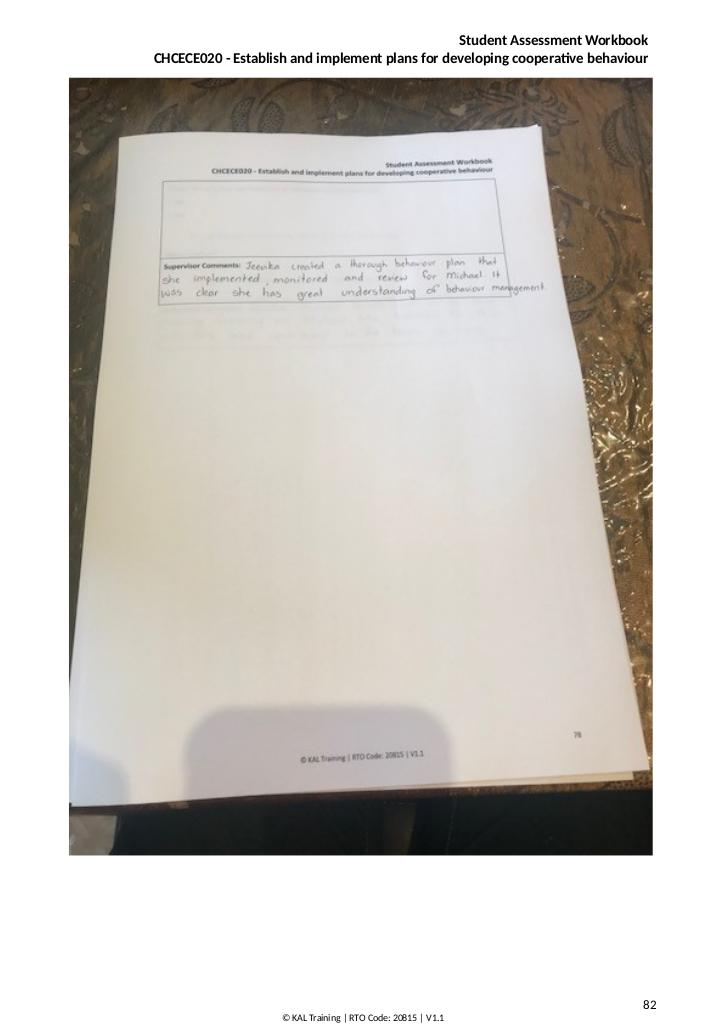 Student Assessment Workbook
CHCECE020 - Establish and implement plans for developing cooperative behaviour
Student Assessment Workbook
CHCECE020 - Establish and implement plans for developing cooperative behaviour
Supervisor Comments: Jeevika created a thorough behaviour plan that
she implemented, monitored and review for Michael. It
was clear she has great understanding of behaviour management.
78
© KAL Training | RTO Code: 20815 | V1.1
82
© KAL Training | RTO Code: 20815 | V1.1